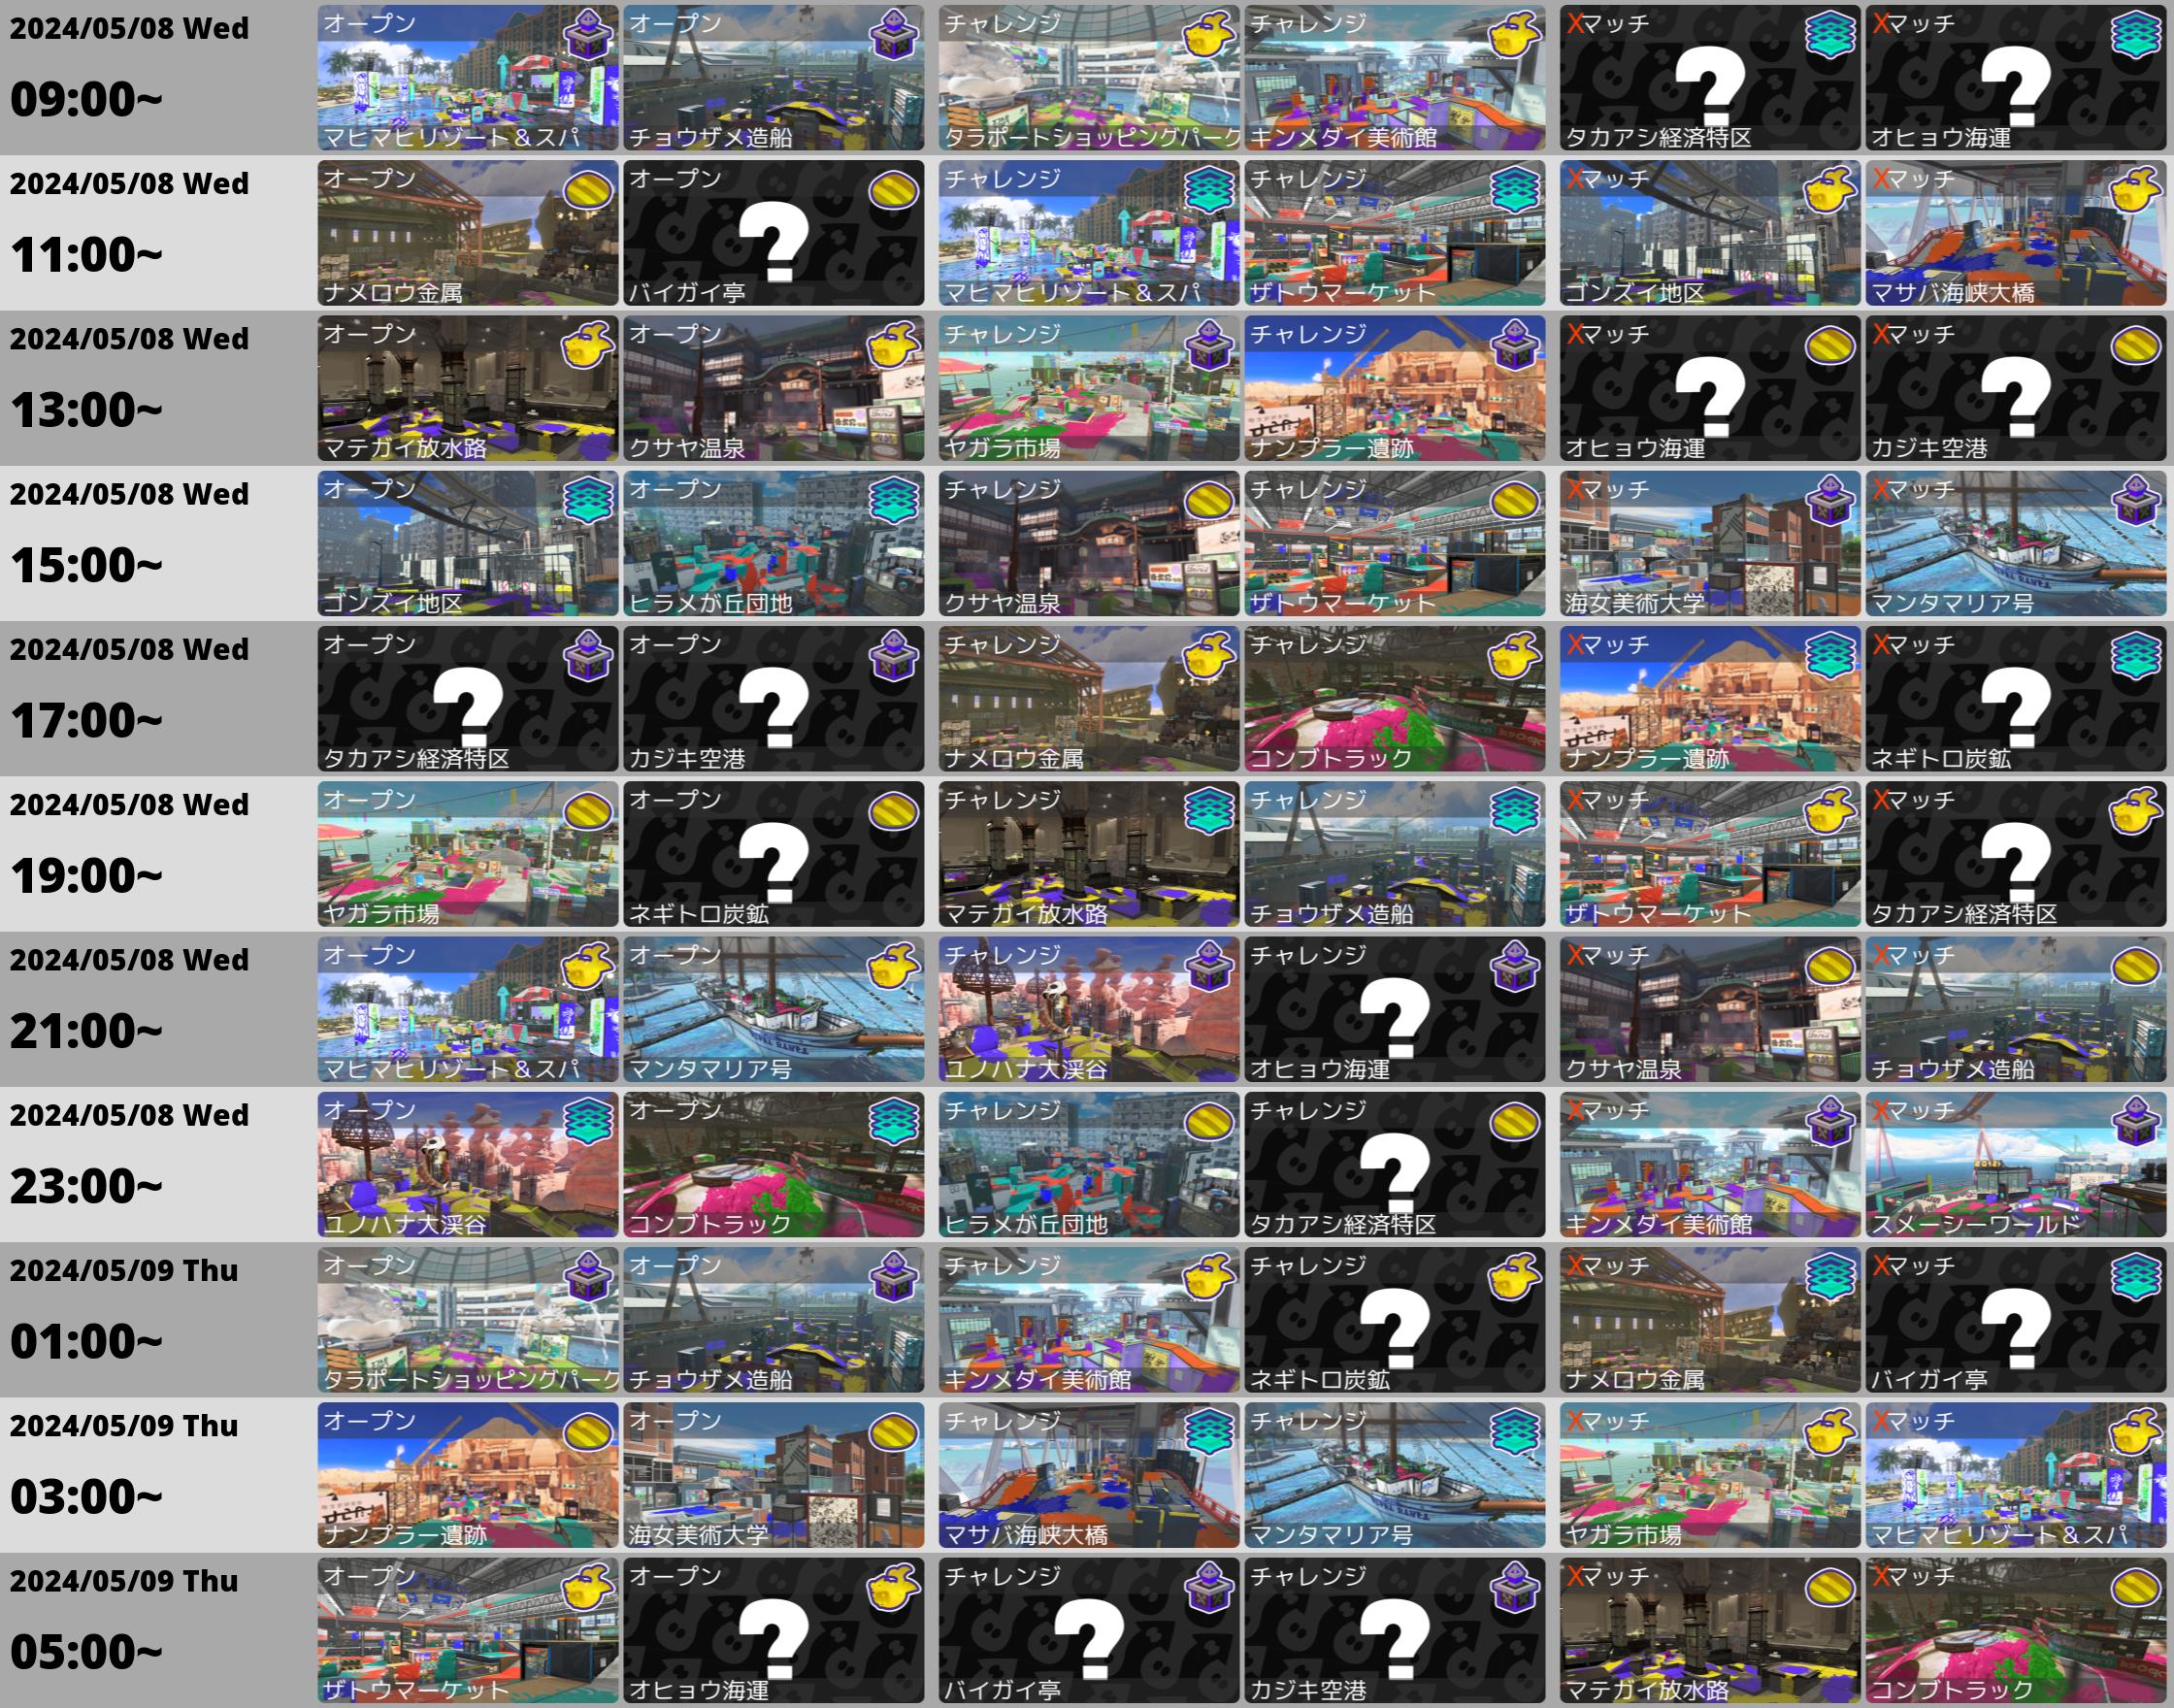 2024/05/08 Wed
09:00~
オープン オープン チャレンジ チャレンジ Xマッチ Xマッチ
マヒマヒリゾート＆スパ チョウザメ造船 タラポートショッピングパーク キンメダイ美術館 タカアシ経済特区 オヒョウ海運
2024/05/08 Wed
11:00~
オープン オープン チャレンジ チャレンジ Xマッチ Xマッチ
ナメロウ金属 バイガイ亭 マヒマヒリゾート＆スパ ザトウマーケット ゴンズイ地区 マサバ海峡大橋
2024/05/08 Wed
13:00~
オープン オープン チャレンジ チャレンジ Xマッチ Xマッチ
マテガイ放水路 クサヤ温泉 ヤガラ市場 ナンプラー遺跡 オヒョウ海運 カジキ空港
2024/05/08 Wed
15:00~
オープン オープン チャレンジ チャレンジ Xマッチ Xマッチ
ゴンズイ地区 ヒラメが丘団地 クサヤ温泉 ザトウマーケット 海女美術大学 マンタマリア号
2024/05/08 Wed
17:00~
オープン オープン チャレンジ チャレンジ Xマッチ Xマッチ
タカアシ経済特区 カジキ空港 ナメロウ金属 コンブトラック ナンプラー遺跡 ネギトロ炭鉱
2024/05/08 Wed
19:00~
オープン オープン チャレンジ チャレンジ Xマッチ Xマッチ
ヤガラ市場 ネギトロ炭鉱 マテガイ放水路 チョウザメ造船 ザトウマーケット タカアシ経済特区
2024/05/08 Wed
21:00~
オープン オープン チャレンジ チャレンジ Xマッチ Xマッチ
マヒマヒリゾート＆スパ マンタマリア号 ユノハナ大渓谷 オヒョウ海運 クサヤ温泉 チョウザメ造船
2024/05/08 Wed
23:00~
オープン オープン チャレンジ チャレンジ Xマッチ Xマッチ
ユノハナ大渓谷 コンブトラック ヒラメが丘団地 タカアシ経済特区 キンメダイ美術館 スメーシーワールド
2024/05/09 Thu
01:00~
オープン オープン チャレンジ チャレンジ Xマッチ Xマッチ
タラポートショッピングパーク チョウザメ造船 キンメダイ美術館 ネギトロ炭鉱 ナメロウ金属 バイガイ亭
2024/05/09 Thu
03:00~
オープン オープン チャレンジ チャレンジ Xマッチ Xマッチ
ナンプラー遺跡 海女美術大学 マサバ海峡大橋 マンタマリア号 ヤガラ市場 マヒマヒリゾート＆スパ
2024/05/09 Thu
05:00~
オープン オープン チャレンジ チャレンジ Xマッチ Xマッチ
ザトウマーケット オヒョウ海運 バイガイ亭 カジキ空港 マテガイ放水路 コンブトラック